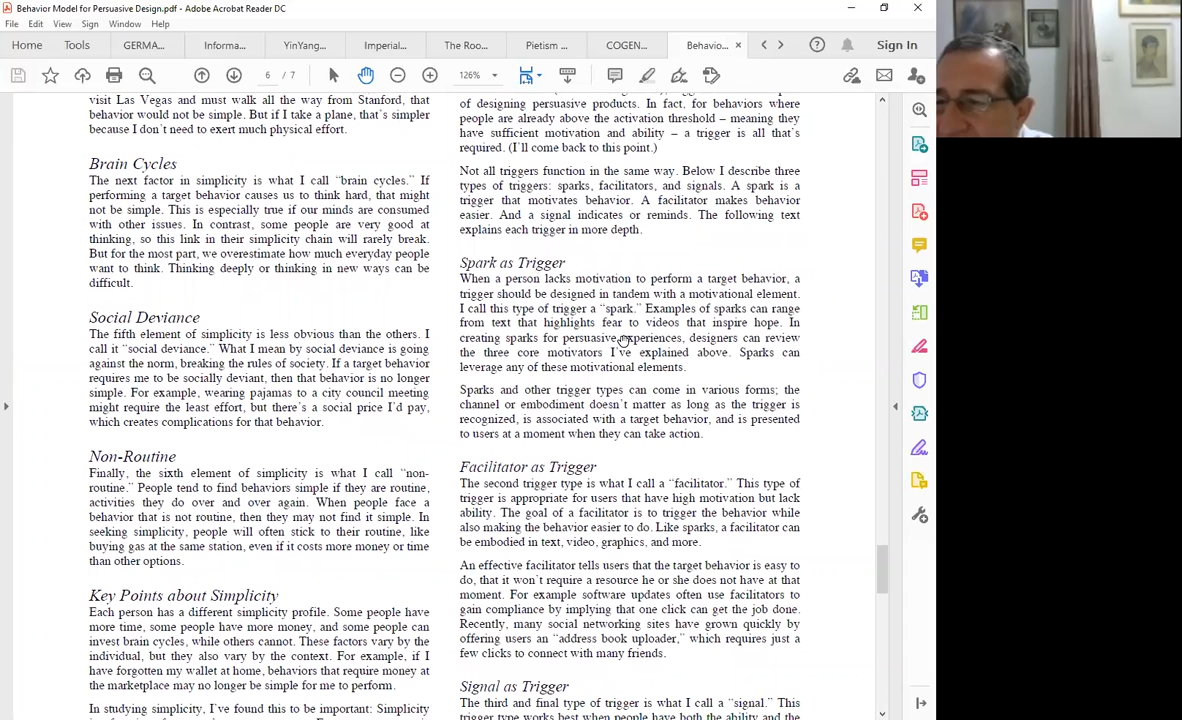 Behavior Model for Persuasive Design.pdf - Adobe Acrobat Reader DC
File Edit View Sign Window Help
Home Tools GERMA... Informa... YinYang... Imperial... The Roo... Pietism ... COGEN... Behavio... × Sign In
6 / 7 126%
visit Las Vegas and must walk all the way from Stanford, that
behavior would not be simple. But if I take a plane, that's simpler
because I don't need to exert much physical effort.
Brain Cycles
The next factor in simplicity is what I call "brain cycles." If
performing a target behavior causes us to think hard, that might
not be simple. This is especially true if our minds are consumed
with other issues. In contrast, some people are very good at
thinking, so this link in their simplicity chain will rarely break.
But for the most part, we overestimate how much everyday people
want to think. Thinking deeply or thinking in new ways can be
difficult.
Social Deviance
The fifth element of simplicity is less obvious than the others. I
call it "social deviance." What I mean by social deviance is going
against the norm, breaking the rules of society. If a target behavior
requires me to be socially deviant, then that behavior is no longer
simple. For example, wearing pajamas to a city council meeting
might require the least effort, but there's a social price I'd pay,
which creates complications for that behavior.
Non-Routine
Finally, the sixth element of simplicity is what I call "non-
routine." People tend to find behaviors simple if they are routine,
activities they do over and over again. When people face a
behavior that is not routine, then they may not find it simple. In
seeking simplicity, people will often stick to their routine, like
buying gas at the same station, even if it costs more money or time
than other options.
Key Points about Simplicity
Each person has a different simplicity profile. Some people have
more time, some people have more money, and some people can
invest brain cycles, while others cannot. These factors vary by the
individual, but they also vary by the context. For example, if I
have forgotten my wallet at home, behaviors that require money at
the marketplace may no longer be simple for me to perform.
In studying simplicity, I've found this to be important: Simplicity
of designing persuasive products. In fact, for behaviors where
people are already above the activation threshold – meaning they
have sufficient motivation and ability – a trigger is all that's
required. (I'll come back to this point.)
Not all triggers function in the same way. Below I describe three
types of triggers: sparks, facilitators, and signals. A spark is a
trigger that motivates behavior. A facilitator makes behavior
easier. And a signal indicates or reminds. The following text
explains each trigger in more depth.
Spark as Trigger
When a person lacks motivation to perform a target behavior, a
trigger should be designed in tandem with a motivational element.
I call this type of trigger a "spark." Examples of sparks can range
from text that highlights fear to videos that inspire hope. In
creating sparks for persuasive experiences, designers can review
the three core motivators I've explained above. Sparks can
leverage any of these motivational elements.
Sparks and other trigger types can come in various forms; the
channel or embodiment doesn't matter as long as the trigger is
recognized, is associated with a target behavior, and is presented
to users at a moment when they can take action.
Facilitator as Trigger
The second trigger type is what I call a "facilitator." This type of
trigger is appropriate for users that have high motivation but lack
ability. The goal of a facilitator is to trigger the behavior while
also making the behavior easier to do. Like sparks, a facilitator can
be embodied in text, video, graphics, and more.
An effective facilitator tells users that the target behavior is easy to
do, that it won't require a resource he or she does not have at that
moment. For example software updates often use facilitators to
gain compliance by implying that one click can get the job done.
Recently, many social networking sites have grown quickly by
offering users an "address book uploader," which requires just a
few clicks to connect with many friends.
Signal as Trigger
The third and final type of trigger is what I call a "signal." This
trigger type works best when people have both the ability and the